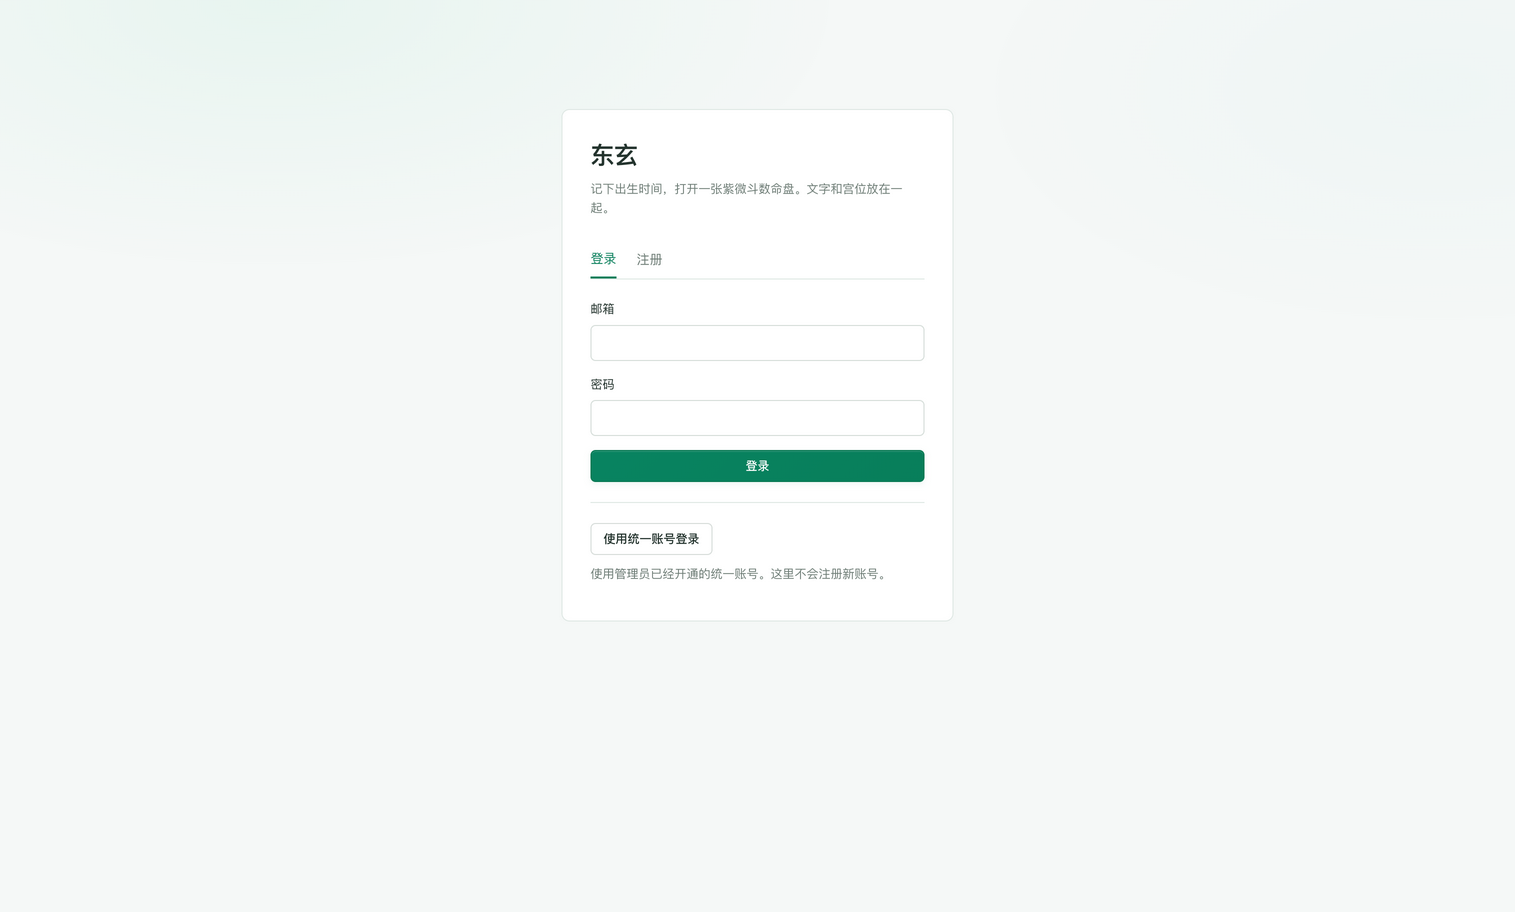 东玄
记下出生时间，打开一张紫微斗数命盘。文字和宫位放在一
起。
登录 注册
邮箱
密码
登录
使用统一账号登录
使用管理员已经开通的统一账号。这里不会注册新账号。